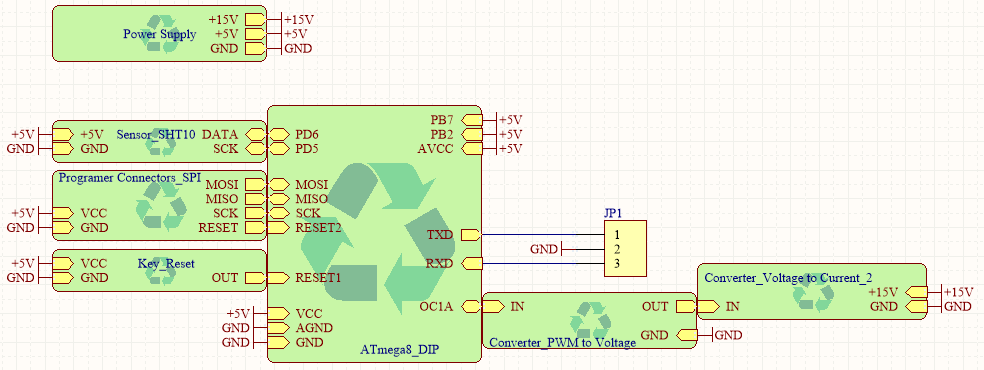 +15V +15V
Power Supply +5V +5V
GND GND
PB7 +5V
+5V +5V Sensor_SHT10 DATA PD6 PB2 +5V
GND GND SCK PD5 AVCC +5V
Programer Connectors_SPI
MOSI MOSI
MISO MISO
+5V VCC SCK SCK JP1
GND GND RESET RESET2
TXD 1
GND 2
+5V VCC Key_Reset RXD 3
GND GND OUT RESET1 Converter_Voltage to Current_2
+15V +15V
OC1A IN OUT IN GND GND
+5V VCC
GND AGND
GND GND Converter_PWM to Voltage GND GND
ATmega8_DIP